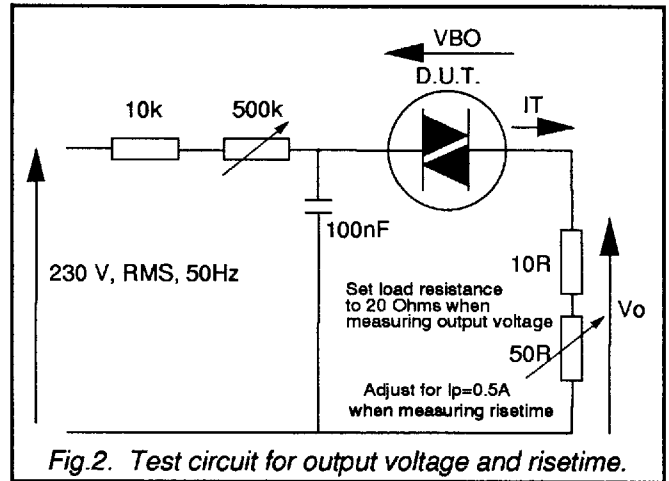 VBO
D.U.T.
IT
10k
500k
100nF
230 V, RMS, 50Hz
10R
Set load resistance
to 20 Ohms when
measuring output voltage
Vo
50R
Adjust for Ip=0.5A
when measuring risetime
Fig.2. Test circuit for output voltage and risetime.